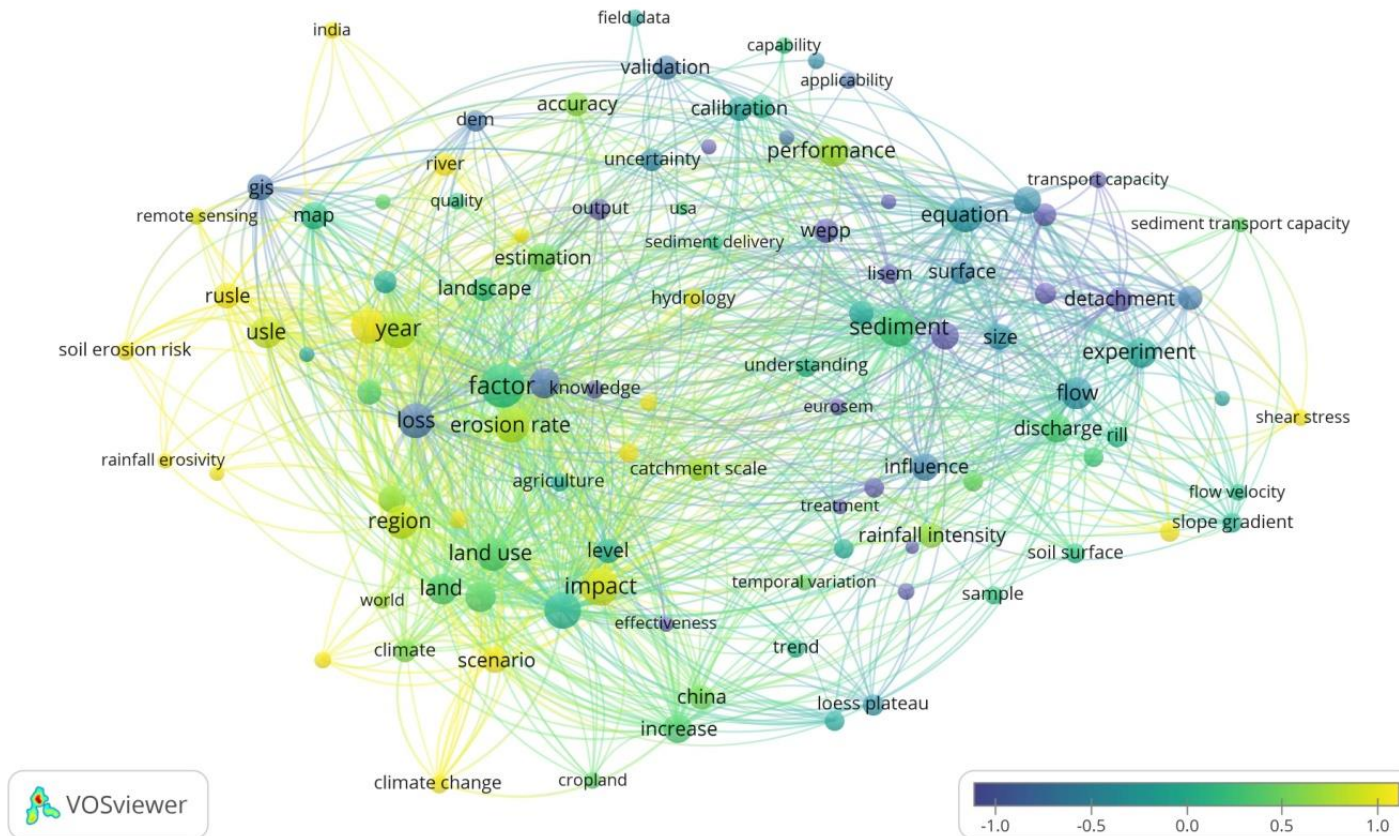 field data
india
capability
validation
applicability
accuracy
calibration
dem
performance
uncertainty
river
transport capacity
gis
quality
output
usa
equation
remote sensing
map
sediment transport capacity
wepp
sediment delivery
estimation
lisem
surface
landscape
rusle
hydrology
detachment
year
sediment
usle
size
soil erosion risk
experiment
understanding
factor
knowledge
flow
eurosem
loss
shear stress
erosion rate
discharge
rill
rainfall erosivity
catchment scale
influence
agriculture
flow velocity
treatment
region
slope gradient
rainfall intensity
land use
level
soil surface
temporal variation
impact
land
sample
world
effectiveness
climate
trend
scenario
china
loess plateau
increase
climate change
cropland
VOSviewer
-1.0 -0.5 0.0 0.5 1.0